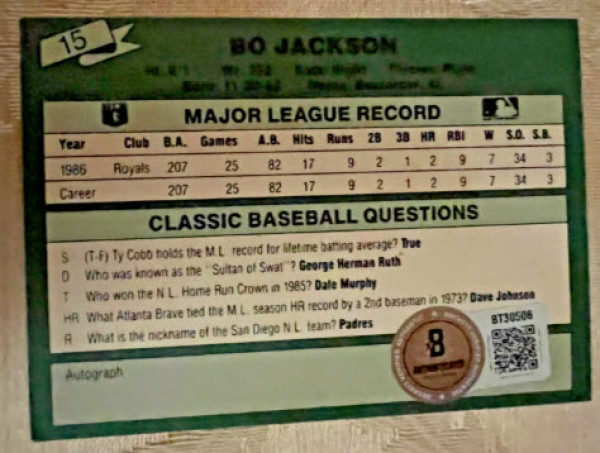 15
BO JACKSON
MAJOR LEAGUE RECORD
Year Club B.A. Games A.B. Hits Runs 2B 3B HR RBI W S.O. S.B.
1986 Royals .207 25 82 17 9 2 1 2 9 7 34 3
Career .207 25 82 17 9 2 1 2 9 7 34 3
CLASSIC BASEBALL QUESTIONS
S (T-F) Ty Cobb holds the M.L. record for lifetime batting average? True
D Who was known as the "Sultan of Swat"? George Herman Ruth
T Who won the N.L. Home Run Crown in 1985? Dale Murphy
HR What Atlanta Brave tied the M.L. season HR record by a 2nd baseman in 1973? Dave Johnson
R What is the nickname of the San Diego N.L. team? Padres
Autograph
8
AUTHENTICATED
BT30506